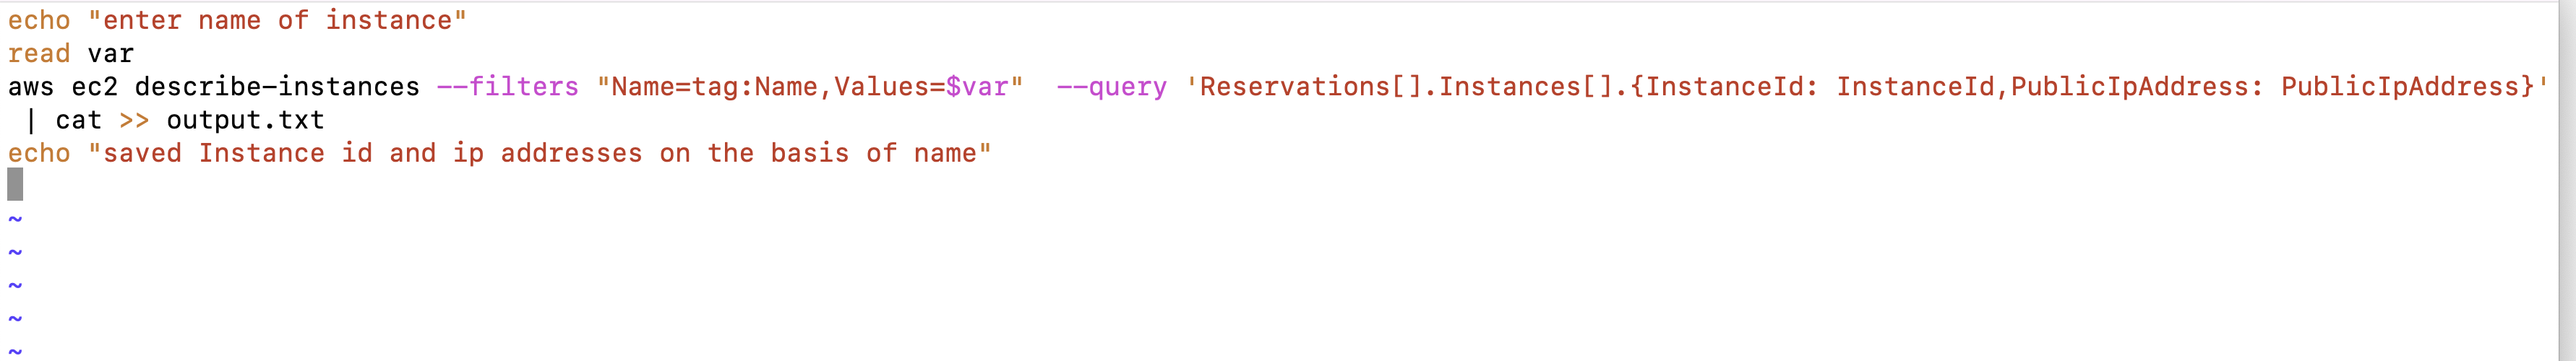 echo "enter name of instance"
read var
aws ec2 describe-instances --filters "Name=tag:Name,Values=$var"  --query 'Reservations[].Instances[].{InstanceId: InstanceId,PublicIpAddress: PublicIpAddress}'
 | cat >> output.txt
echo "saved Instance id and ip addresses on the basis of name"
~
~
~
~
~